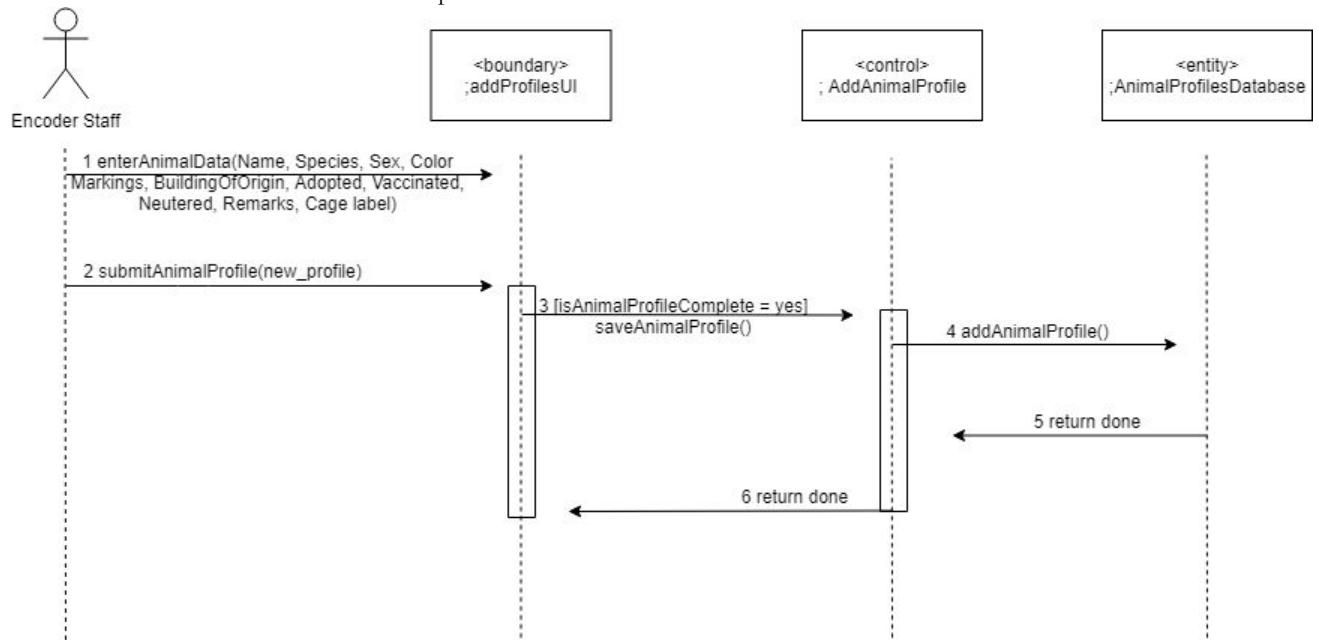 Encoder Staff
<boundary>
;addProfilesUI
<control>
; AddAnimalProfile
<entity>
;AnimalProfilesDatabase
1 enterAnimalData(Name, Species, Sex, Color
Markings, BuildingOfOrigin, Adopted, Vaccinated,
Neutered, Remarks, Cage label)
2 submitAnimalProfile(new_profile)
3 [isAnimalProfileComplete = yes]
saveAnimalProfile()
4 addAnimalProfile()
5 return done
6 return done